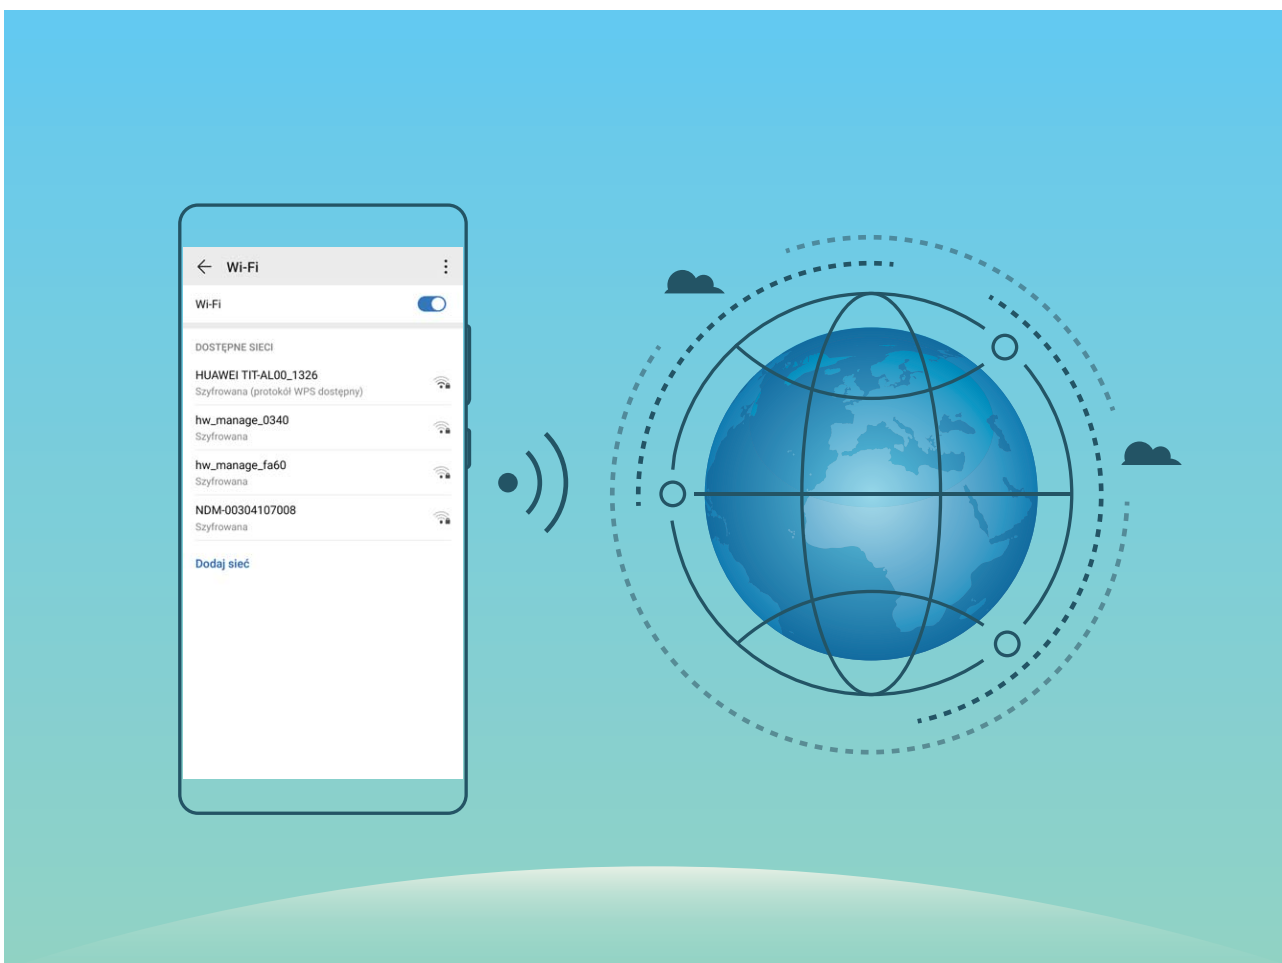 Wi-Fi
Wi-Fi
DOSTĘPNE SIECI
HUAWEI TIT-AL00_1326
Szyfrowana (protokół WPS dostępny)
hw_manage_0340
Szyfrowana
hw_manage_fa60
Szyfrowana
NDM-00304107008
Szyfrowana
Dodaj sieć